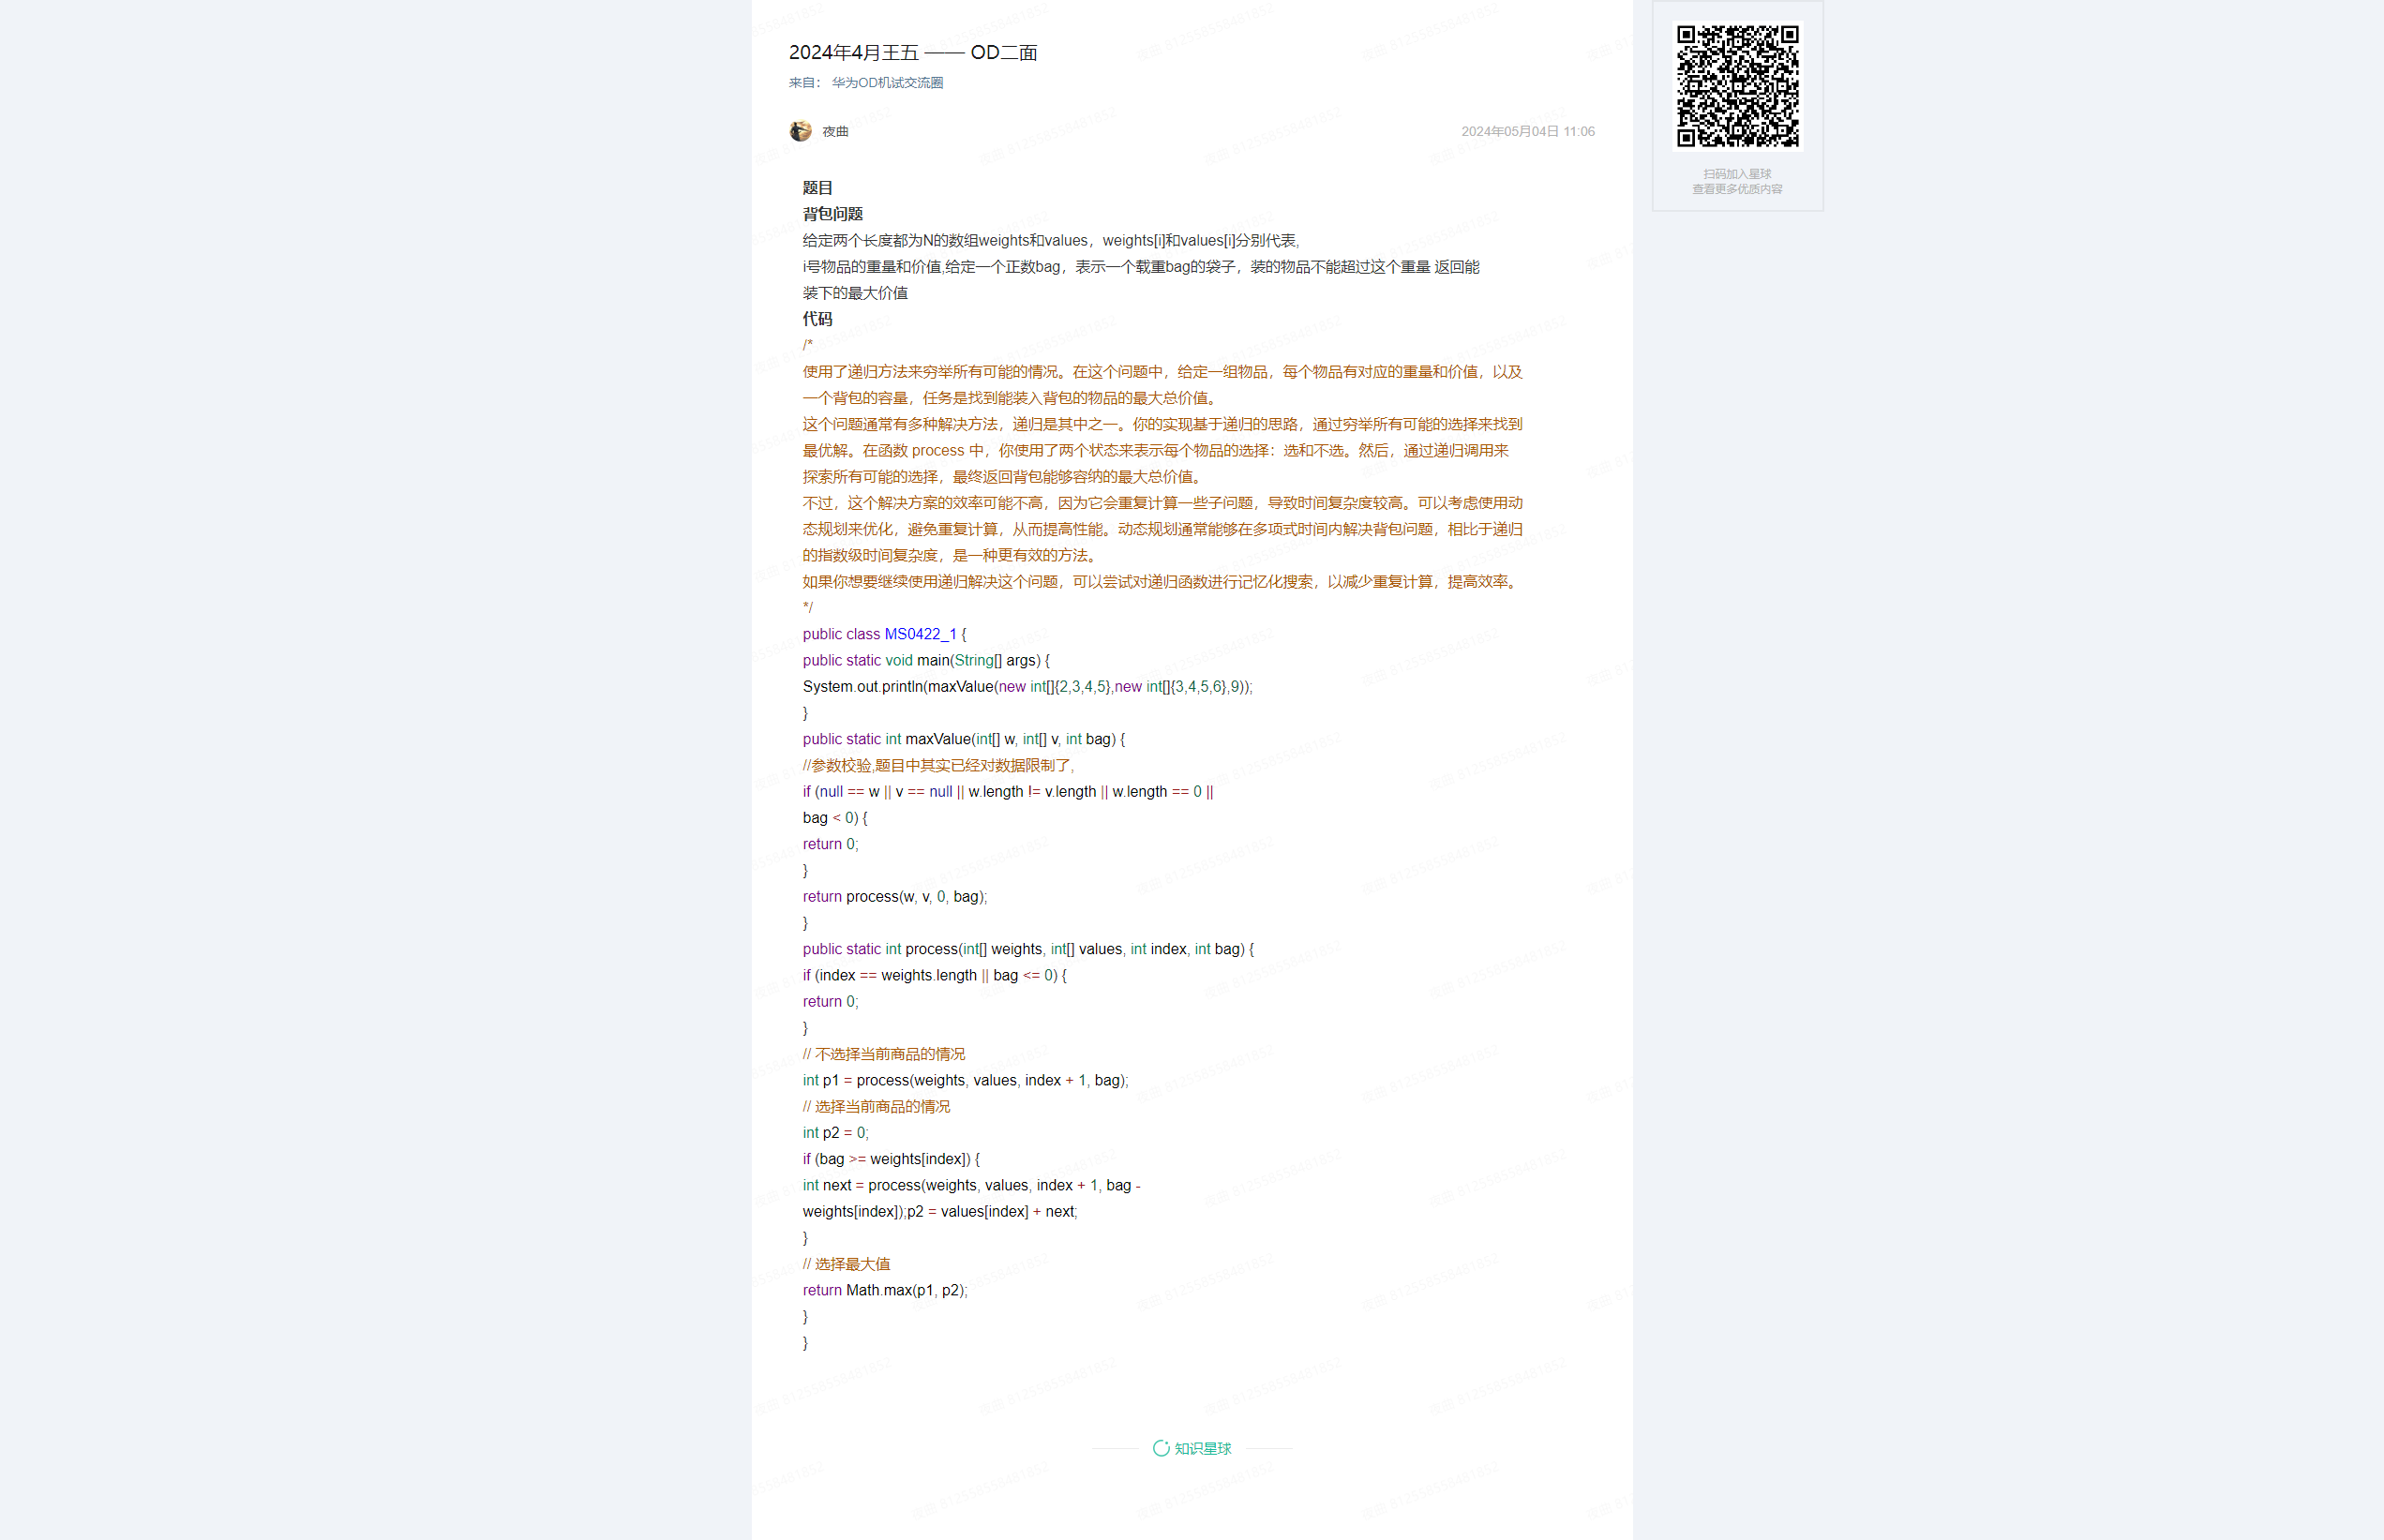 2024年4月王五 —— OD二面
来自： 华为OD机试交流圈
夜曲
2024年05月04日 11:06
扫码加入星球
查看更多优质内容
题目
背包问题
给定两个长度都为N的数组weights和values，weights[i]和values[i]分别代表,
i号物品的重量和价值,给定一个正数bag，表示一个载重bag的袋子，装的物品不能超过这个重量 返回能
装下的最大价值
代码
/*
使用了递归方法来穷举所有可能的情况。在这个问题中，给定一组物品，每个物品有对应的重量和价值，以及
一个背包的容量，任务是找到能装入背包的物品的最大总价值。
这个问题通常有多种解决方法，递归是其中之一。你的实现基于递归的思路，通过穷举所有可能的选择来找到
最优解。在函数 process 中，你使用了两个状态来表示每个物品的选择：选和不选。然后，通过递归调用来
探索所有可能的选择，最终返回背包能够容纳的最大总价值。
不过，这个解决方案的效率可能不高，因为它会重复计算一些子问题，导致时间复杂度较高。可以考虑使用动
态规划来优化，避免重复计算，从而提高性能。动态规划通常能够在多项式时间内解决背包问题，相比于递归
的指数级时间复杂度，是一种更有效的方法。
如果你想要继续使用递归解决这个问题，可以尝试对递归函数进行记忆化搜索，以减少重复计算，提高效率。
*/
public class MS0422_1 {
public static void main(String[] args) {
System.out.println(maxValue(new int[]{2,3,4,5},new int[]{3,4,5,6},9));
}
public static int maxValue(int[] w, int[] v, int bag) {
//参数校验,题目中其实已经对数据限制了,
if (null == w || v == null || w.length != v.length || w.length == 0 ||
bag < 0) {
return 0;
}
return process(w, v, 0, bag);
}
public static int process(int[] weights, int[] values, int index, int bag) {
if (index == weights.length || bag <= 0) {
return 0;
}
// 不选择当前商品的情况
int p1 = process(weights, values, index + 1, bag);
// 选择当前商品的情况
int p2 = 0;
if (bag >= weights[index]) {
int next = process(weights, values, index + 1, bag -
weights[index]);p2 = values[index] + next;
}
// 选择最大值
return Math.max(p1, p2);
}
}
知识星球